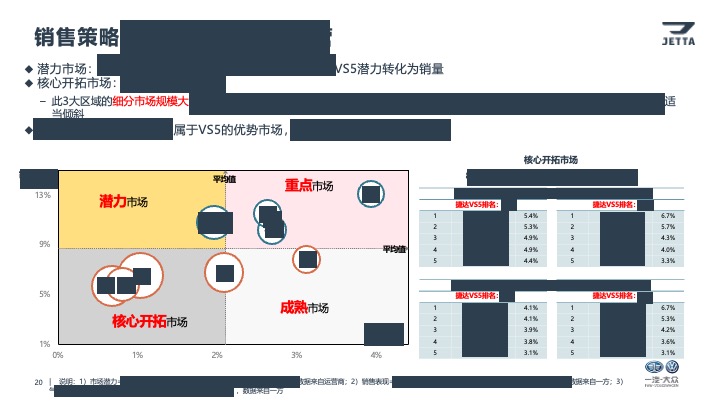 销售策略
JETTA
◆ 潜力市场：
VS5潜力转化为销量
◆ 核心开拓市场：
– 此3大区域的细分市场规模大
适
当倾斜
◆
属于VS5的优势市场，
核心开拓市场
平均值
重点市场
潜力市场
平均值
成熟市场
核心开拓市场
13%
9%
5%
1%
0% 1% 2% 3% 4%
捷达VS5排名： 捷达VS5排名：
1 5.4% 1 6.7%
2 5.3% 2 5.7%
3 4.9% 3 4.3%
4 4.9% 4 4.0%
5 4.4% 5 3.3%
捷达VS5排名： 捷达VS5排名：
1 4.1% 1 6.7%
2 4.1% 2 5.3%
3 3.9% 3 4.2%
4 3.8% 4 3.6%
5 3.1% 5 3.1%
20 | 说明：1）市场潜力=
数据来自运营商；2）销售表现=
数据来自一方；3）
，数据来自一方
一汽-大众
FAW-VOLKSWAGEN